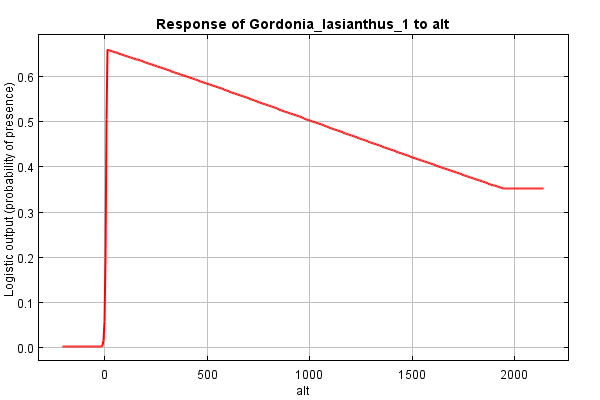 Response of Gordonia_lasianthus_1 to alt
Logistic output (probability of presence)
0.6
0.5
0.4
0.3
0.2
0.1
0.0
0 500 1000 1500 2000
alt